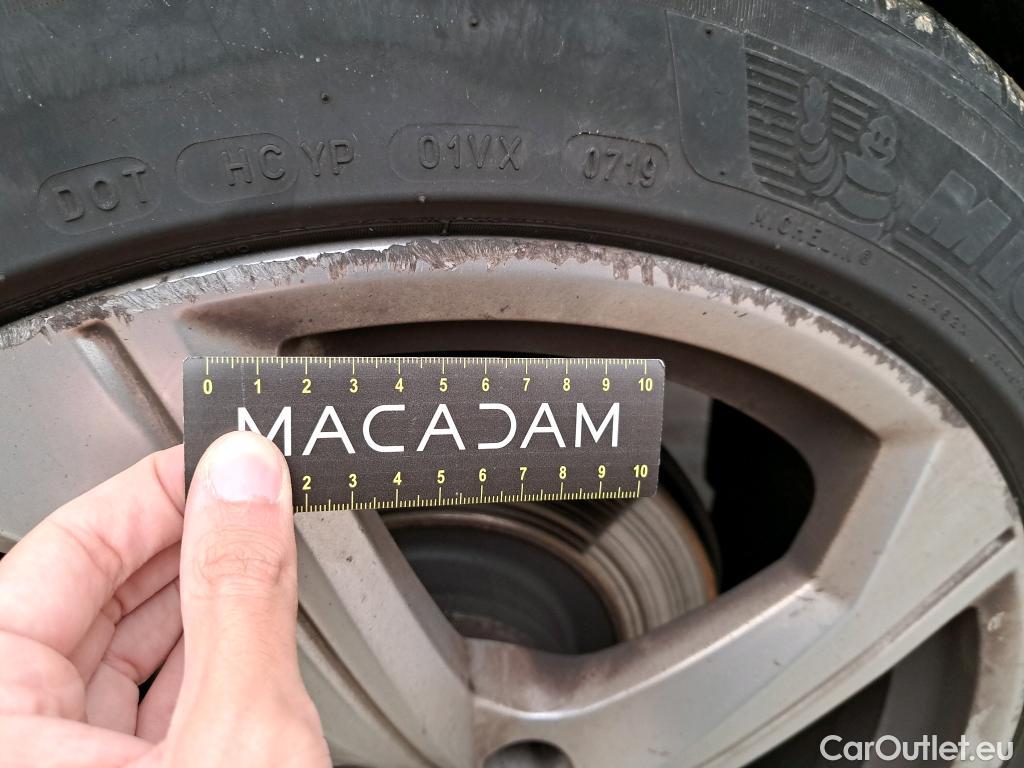 DOT HC YP 01VX 0719
MICHELIN®
0 1 2 3 4 5 6 7 8 9 10
MACADAM
2 3 4 5 6 7 8 9 10
CarOutlet.eu